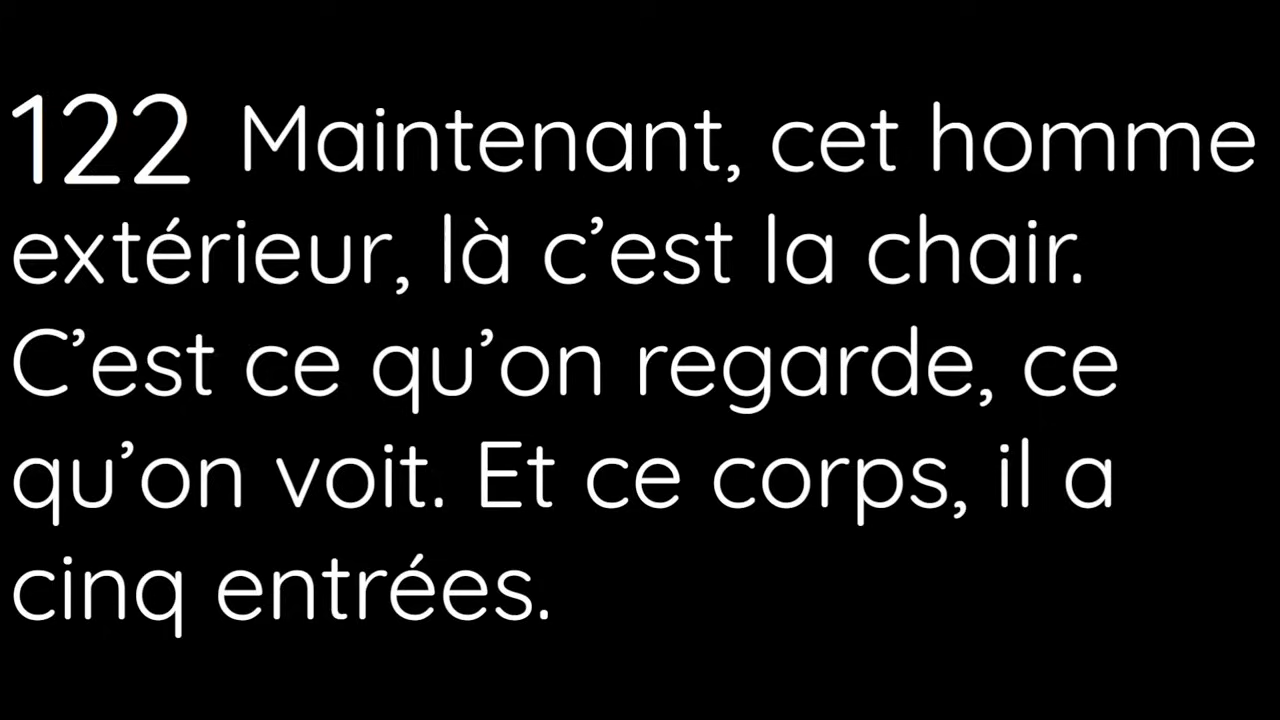 122 Maintenant, cet homme
extérieur, là c’est la chair.
C’est ce qu’on regarde, ce
qu’on voit. Et ce corps, il a
cinq entrées.